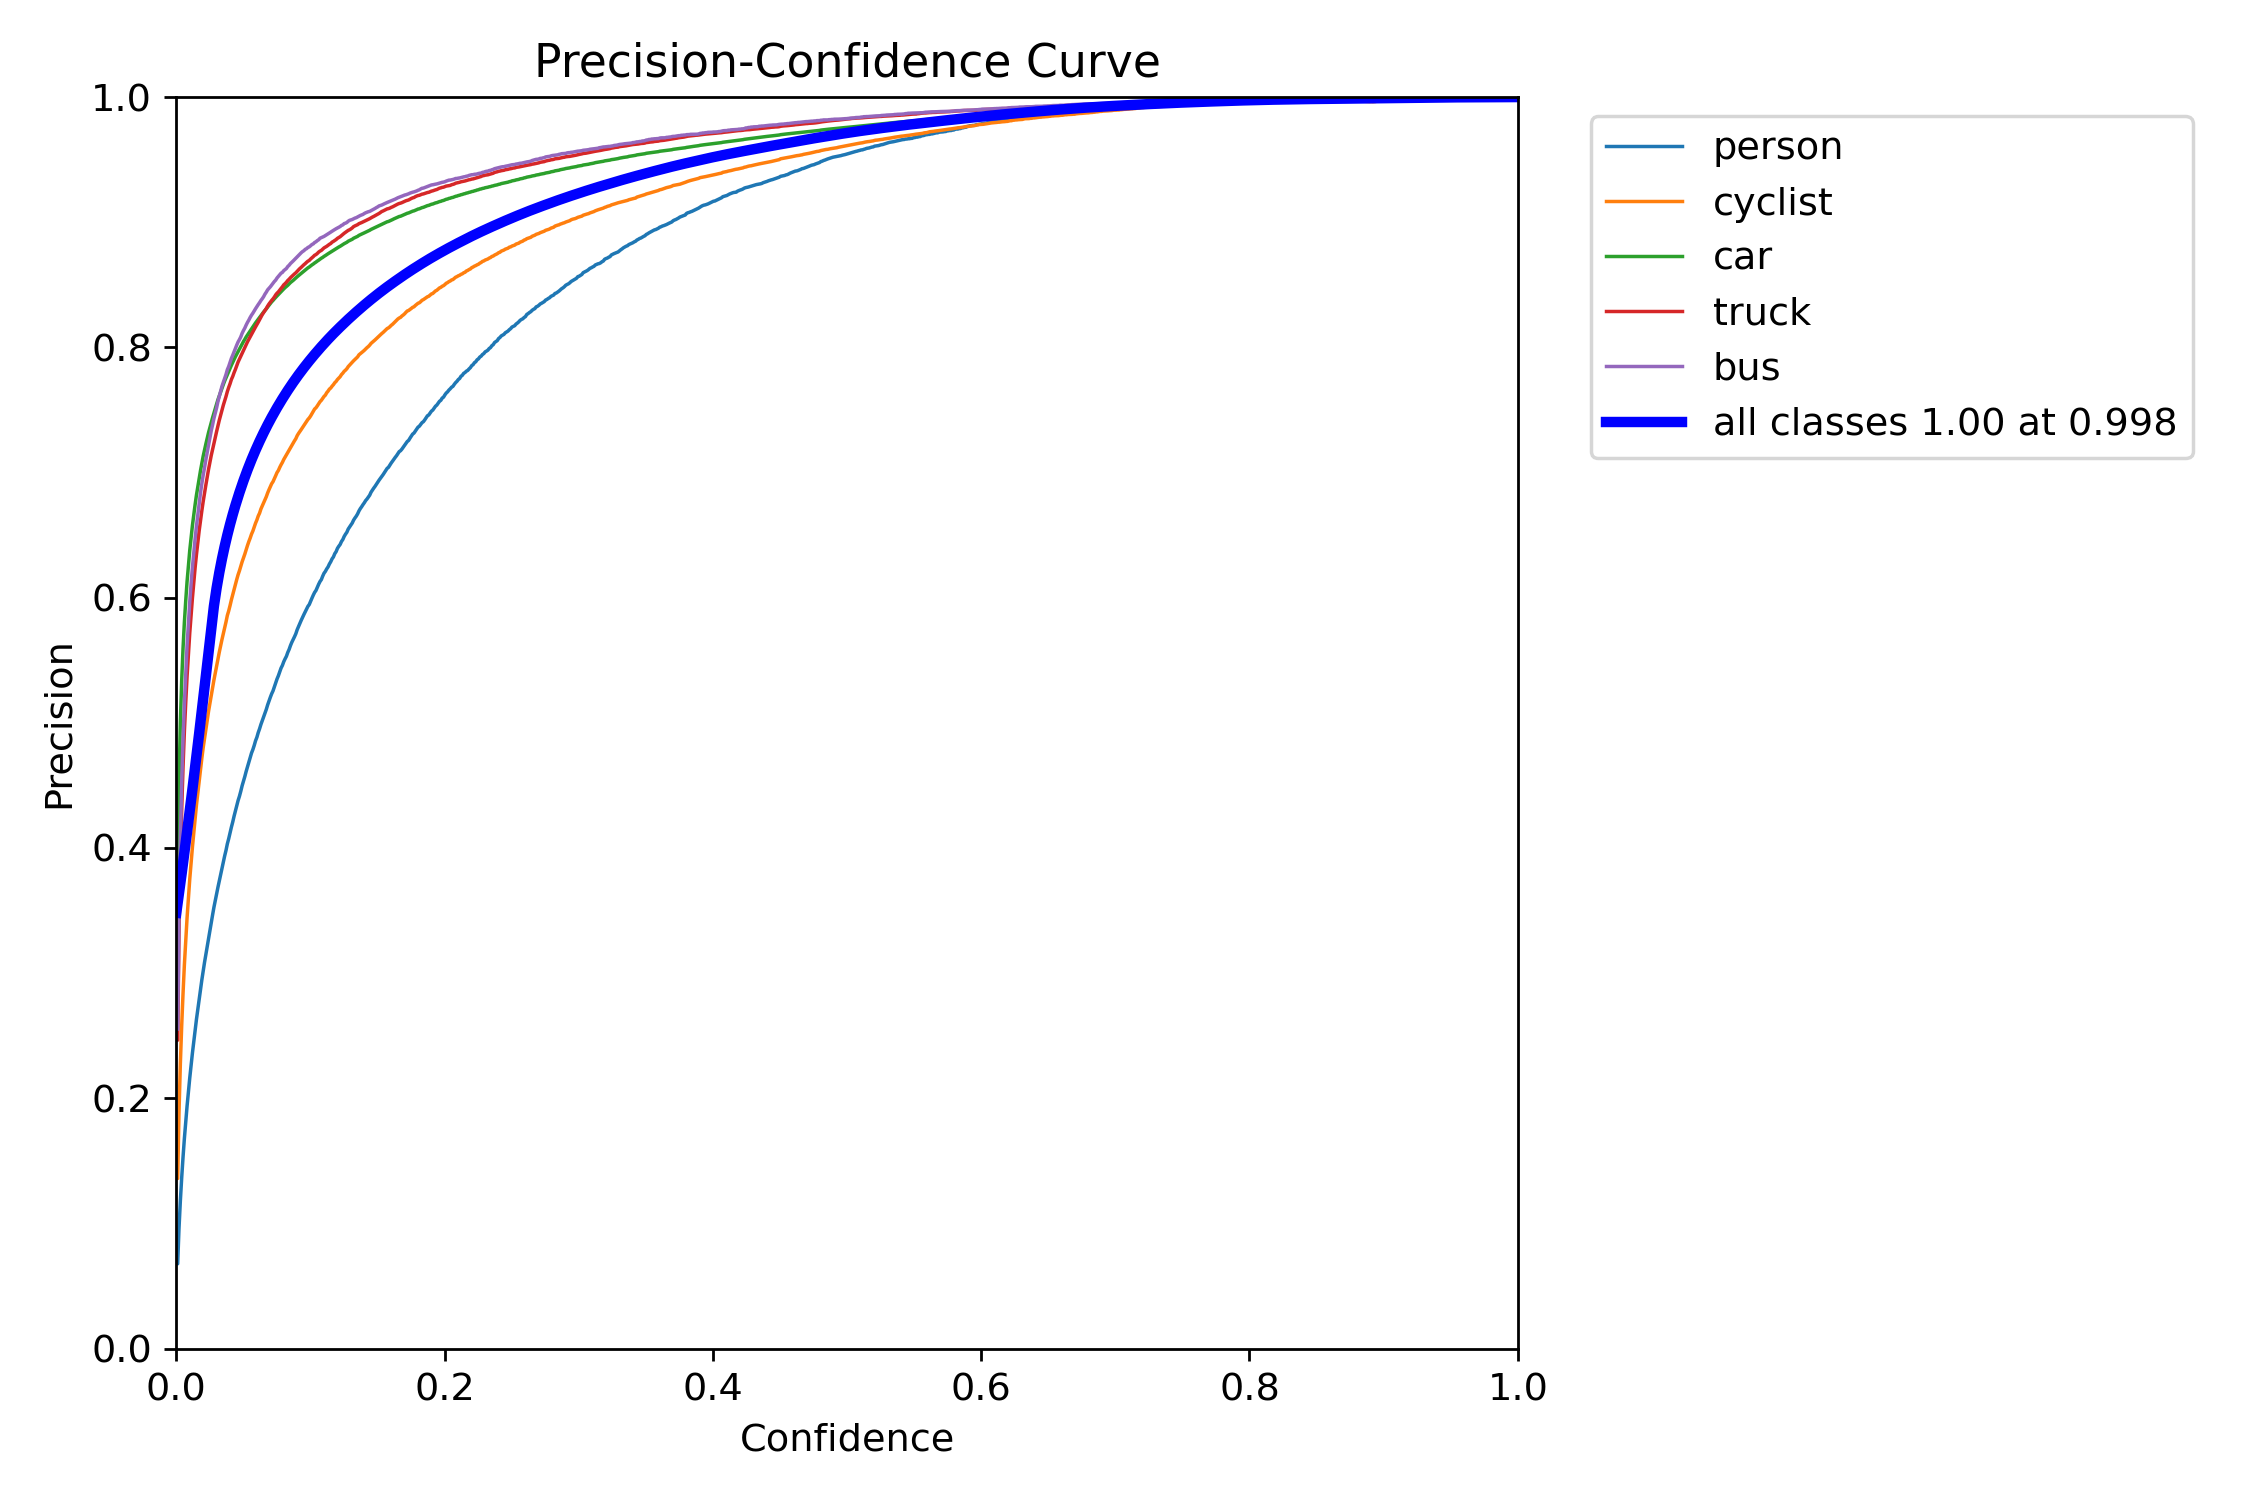 Precision-Confidence Curve
1.0
0.8
0.6
0.4
0.2
0.0
Precision
0.0 0.2 0.4 0.6 0.8 1.0
Confidence
person
cyclist
car
truck
bus
all classes 1.00 at 0.998